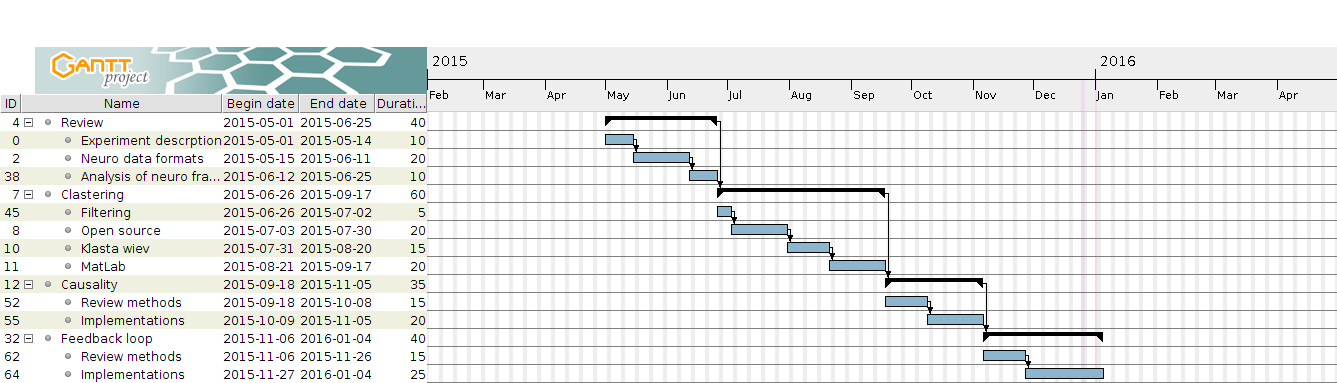 2015 2016
GANTT
project
Feb Mar Apr May Jun Jul Aug Sep Oct Nov Dec Jan Feb Mar Apr
ID Name Begin date End date Durati...
4 Review 2015-05-01 2015-06-25 40
0 Experiment descrption 2015-05-01 2015-05-14 10
2 Neuro data formats 2015-05-15 2015-06-11 20
38 Analysis of neuro fra... 2015-06-12 2015-06-25 10
7 Clastering 2015-06-26 2015-09-17 60
45 Filtering 2015-06-26 2015-07-02 5
8 Open source 2015-07-03 2015-07-30 20
10 Klasta wiev 2015-07-31 2015-08-20 15
11 MatLab 2015-08-21 2015-09-17 20
12 Causality 2015-09-18 2015-11-05 35
52 Review methods 2015-09-18 2015-10-08 15
55 Implementations 2015-10-09 2015-11-05 20
32 Feedback loop 2015-11-06 2016-01-04 40
62 Review methods 2015-11-06 2015-11-26 15
64 Implementations 2015-11-27 2016-01-04 25